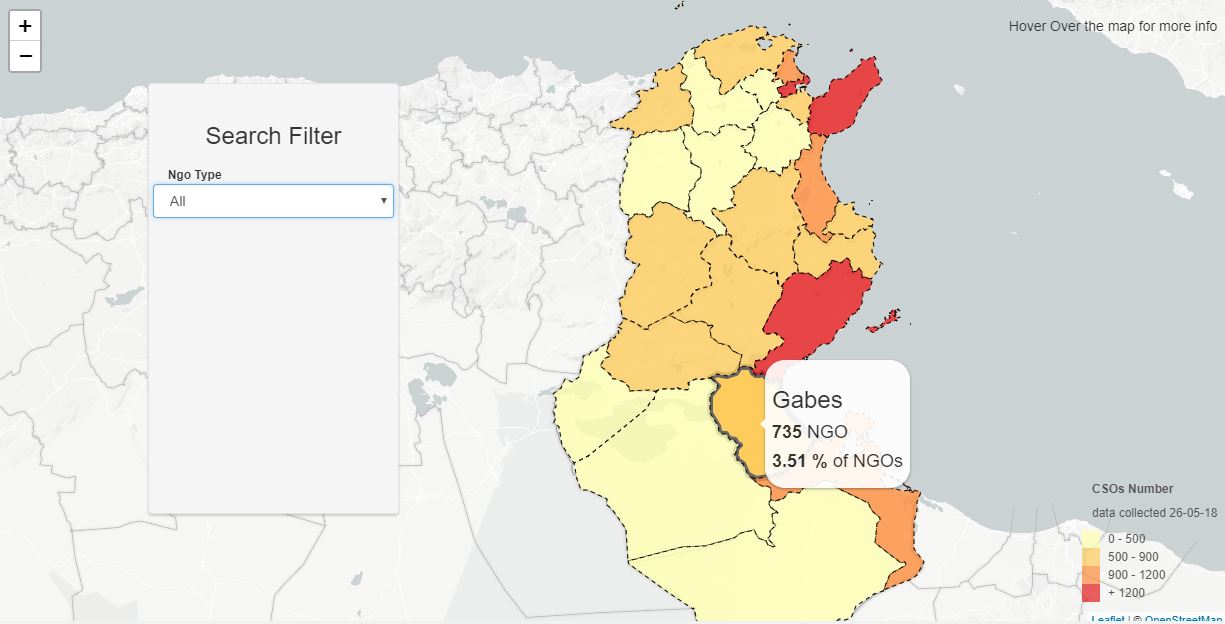 +
−
Hover Over the map for more info
Search Filter
Ngo Type
All
Gabes
735 NGO
3.51 % of NGOs
CSOs Number
data collected 26-05-18
0 - 500
500 - 900
900 - 1200
+ 1200
Leaflet | © OpenStreetMap